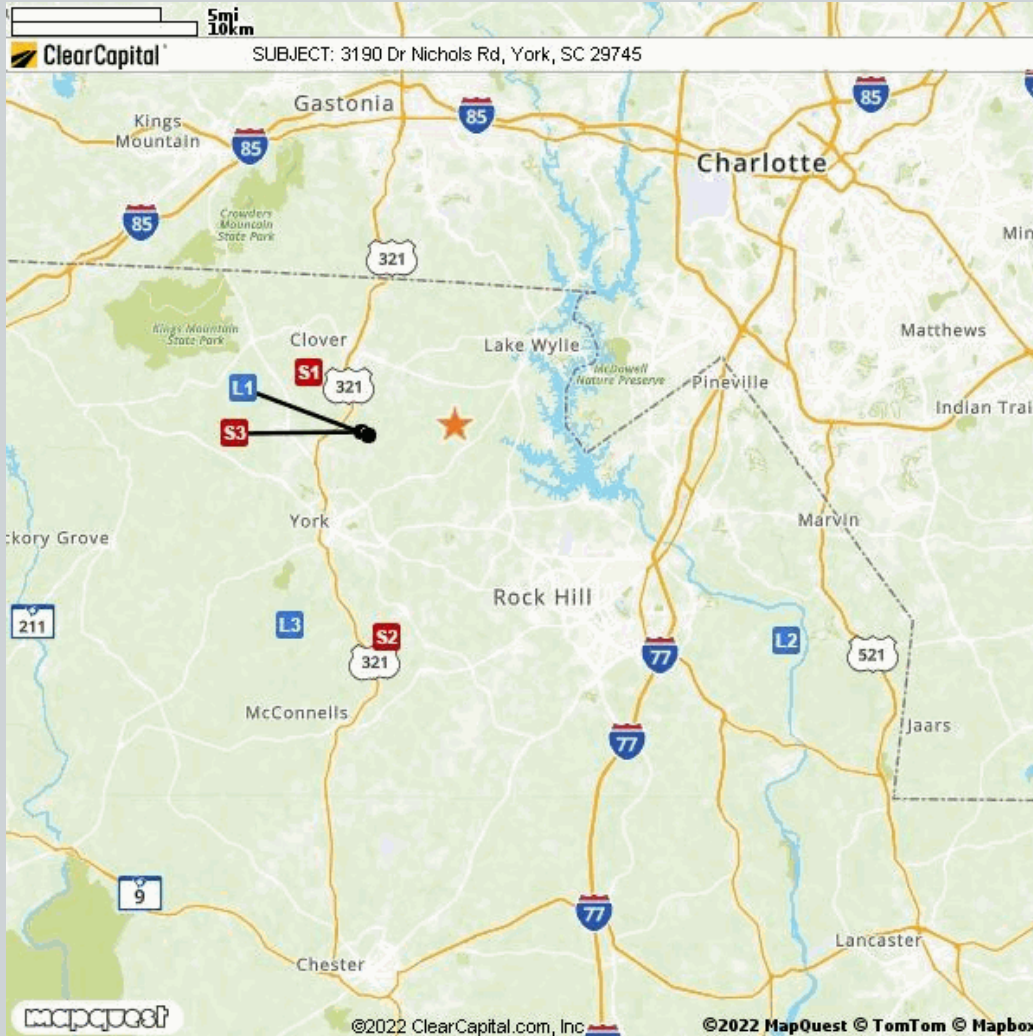 5mi
10km
ClearCapital
SUBJECT: 3190 Dr Nichols Rd, York, SC 29745
Gastonia
85
85
85
Kings
Mountain
85
Charlotte
Crowders
Mountain
State Park
321
Min
Kings Mountain
State Park
Clover
Lake Wylie
Matthews
McDowell
Nature Preserve
Pineville
S1
321
L1
Indian Trai
S3
York
Marvin
ckory Grove
Rock Hill
211
L3
S2
321
L2
77
521
McConnells
Jaars
77
9
77
Lancaster
Chester
mapquest
©2022 ClearCapital.com, Inc
©2022 MapQuest © TomTom © Mapbo